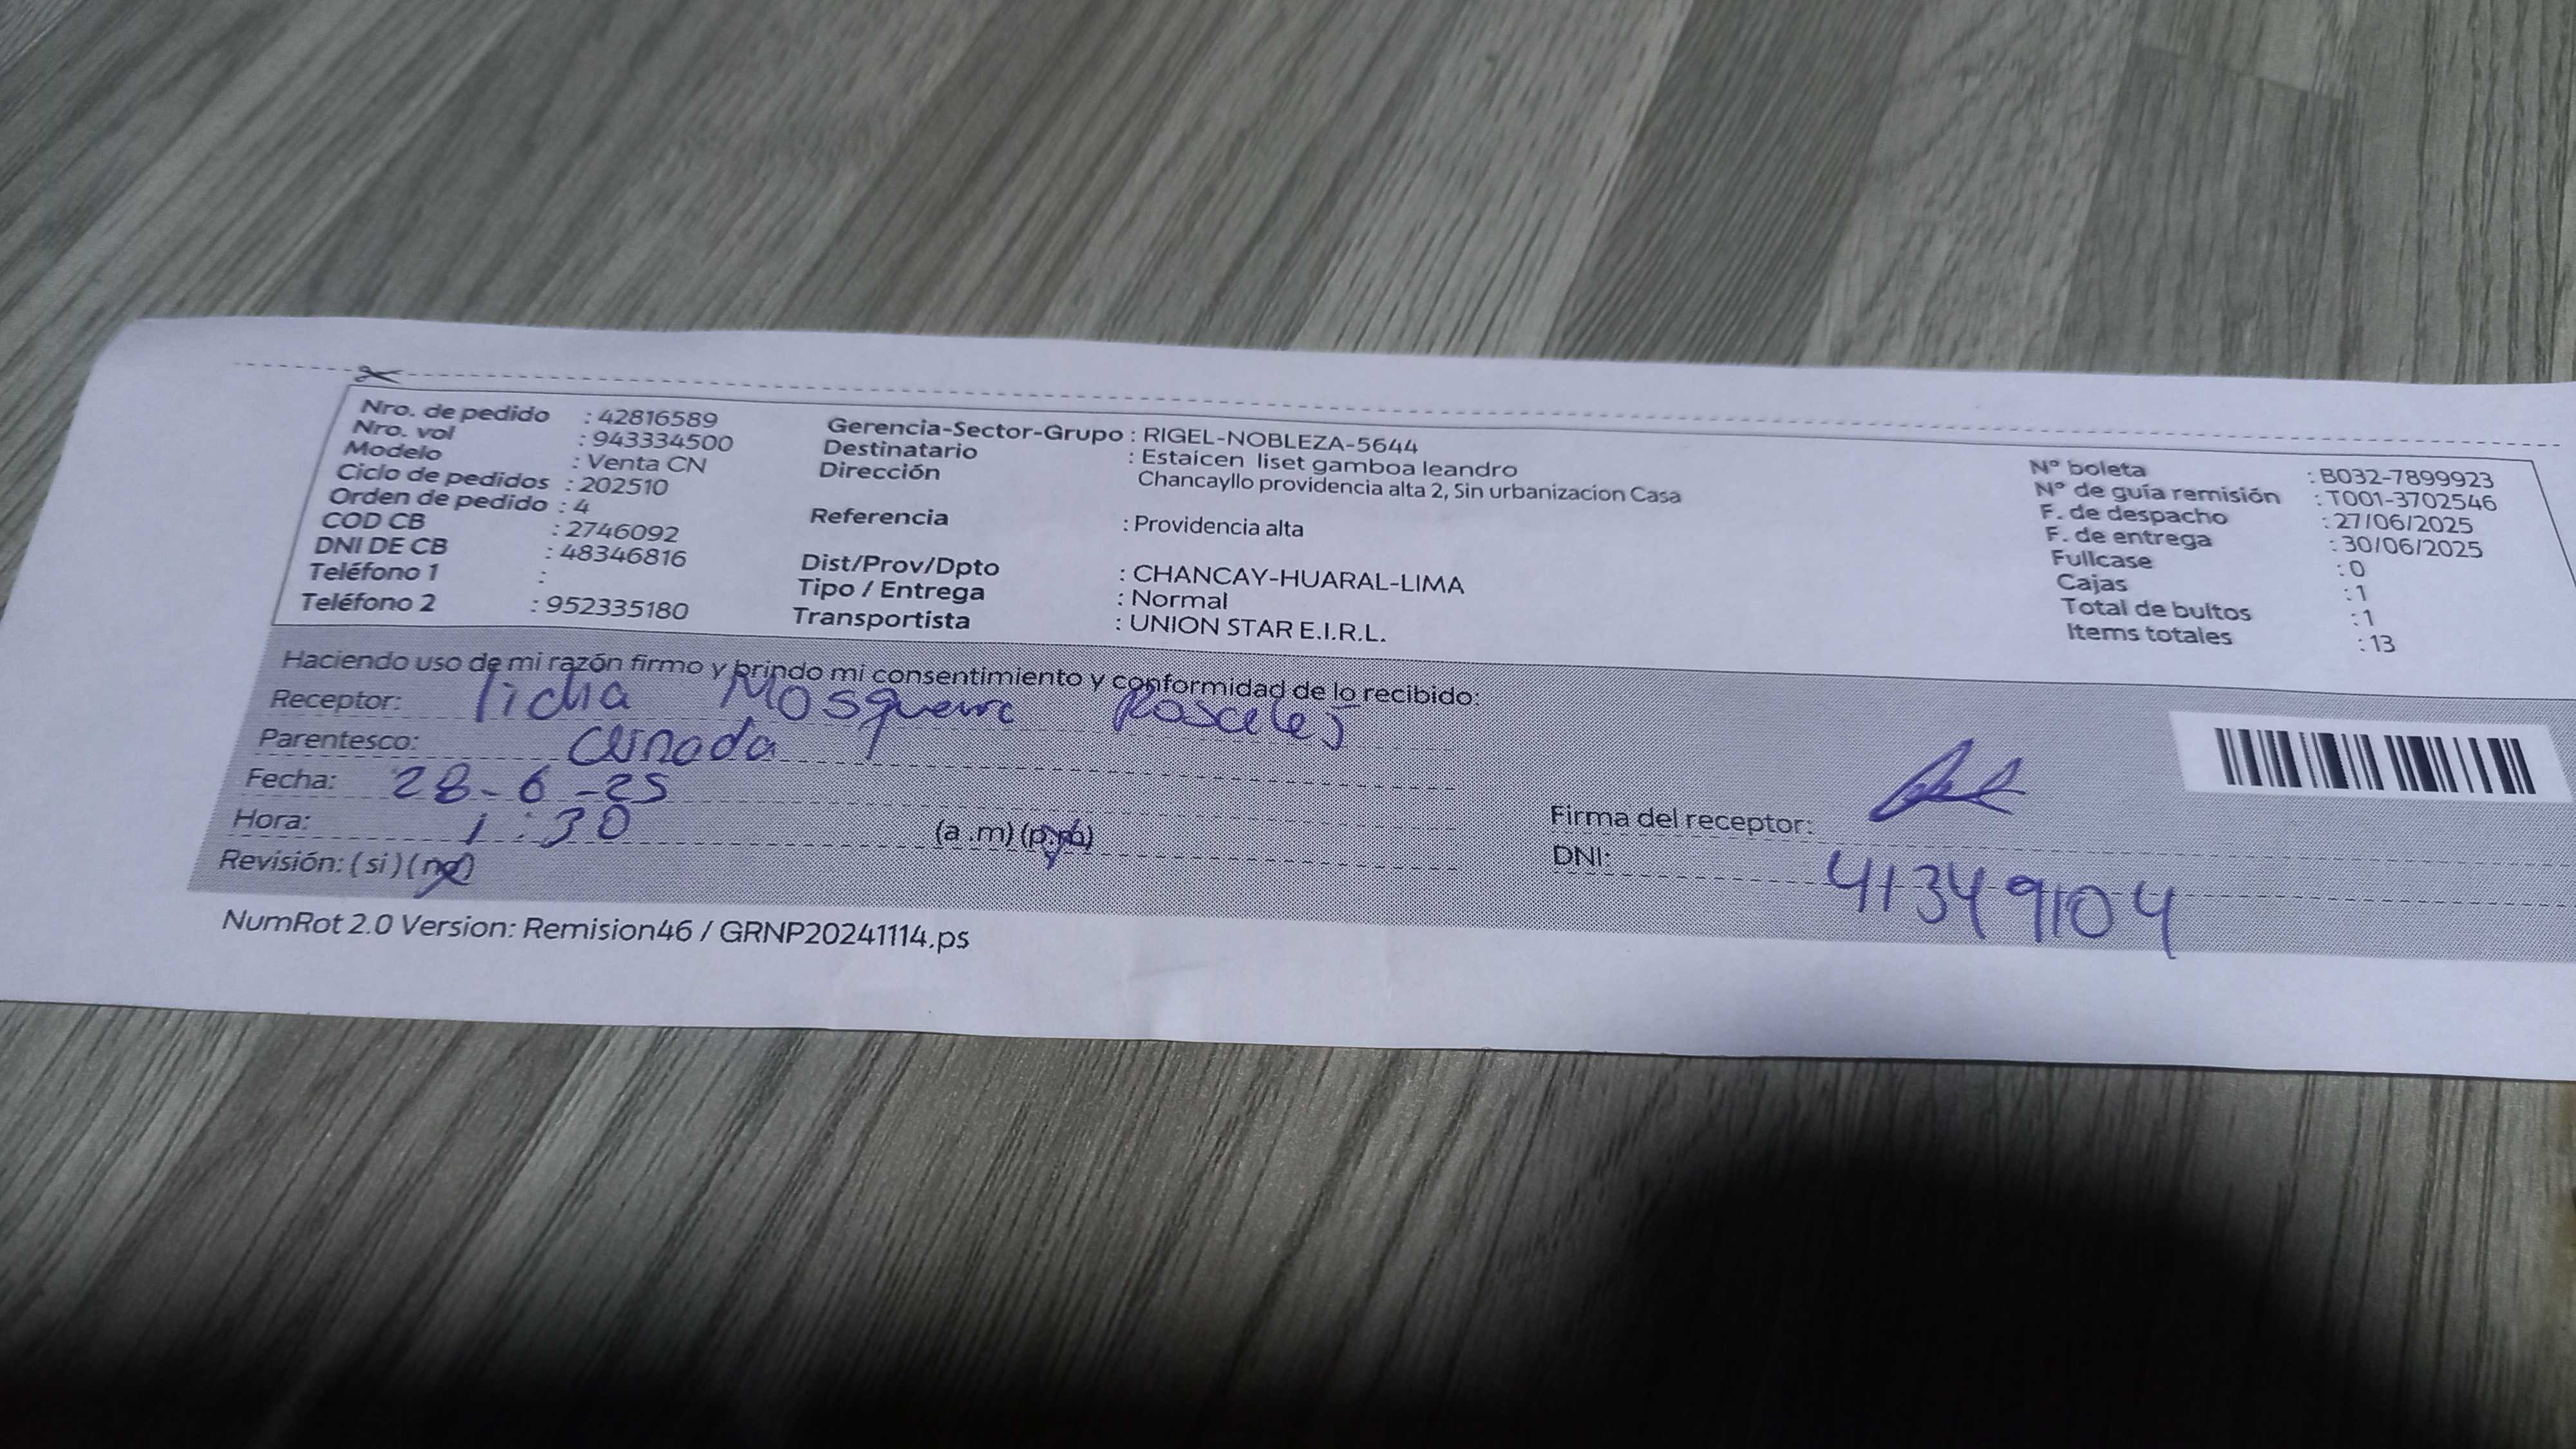 Nro. de pedido : 42816589
Nro. vol : 943334500
Modelo : Venta CN
Ciclo de pedidos : 202510
Orden de pedido : 4
COD CB : 2746092
DNI DE CB : 48346816
Teléfono 1 :
Teléfono 2 : 952335180
Gerencia-Sector-Grupo : RIGEL-NOBLEZA-5644
Destinatario : Estaicen liset gamboa leandro
Dirección Chancayllo providencia alta 2, Sin urbanizacion Casa
Referencia : Providencia alta
Dist/Prov/Dpto : CHANCAY-HUARAL-LIMA
Tipo / Entrega : Normal
Transportista : UNION STAR E.I.R.L.
N° boleta : B032-7899923
N° de guía remisión : T001-3702546
F. de despacho : 27/06/2025
F. de entrega : 30/06/2025
Fullcase : 0
Cajas : 1
Total de bultos : 1
Items totales : 13
Haciendo uso de mi razón firmo y brindo mi consentimiento y conformidad de lo recibido:
Receptor: lidia
Parentesco:
Fecha: 28-6-25
Hora: 1:30 (a.m) (p.m)
Revisión: (si) (no)
Firma del receptor:
DNI: 41349104
NumRot 2.0 Version: Remision46 / GRNP20241114.ps